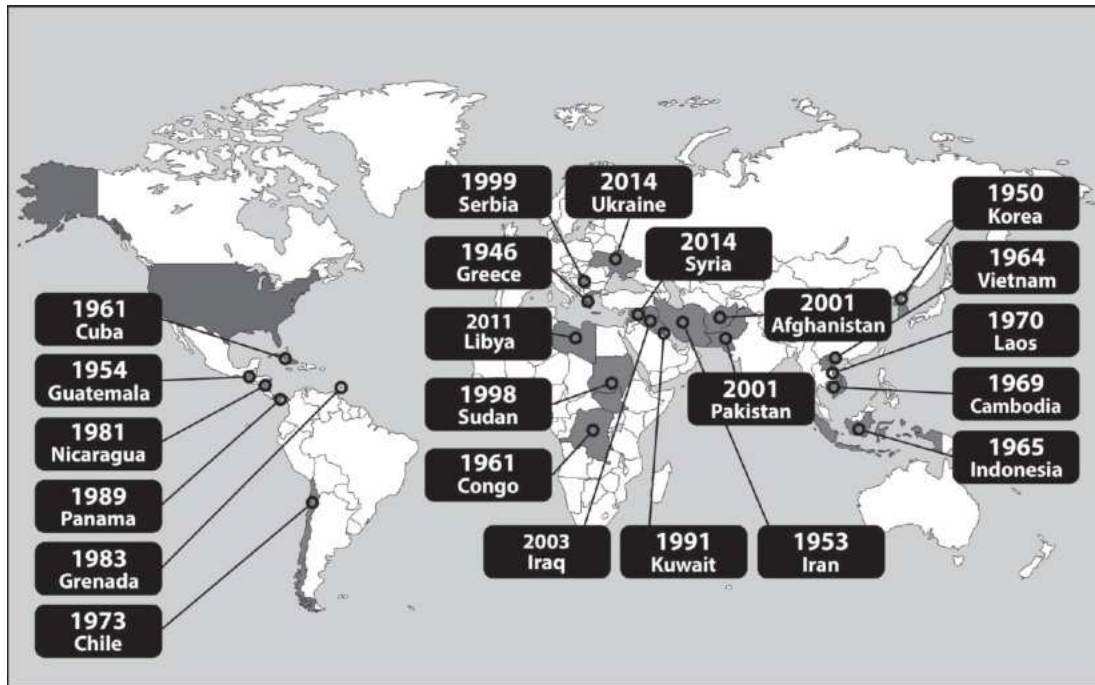 1999
Serbia
2014
Ukraine
1946
Greece
2014
Syria
1950
Korea
1964
Vietnam
1961
Cuba
2011
Libya
2001
Afghanistan
1970
Laos
1954
Guatemala
1998
Sudan
2001
Pakistan
1969
Cambodia
1981
Nicaragua
1961
Congo
1965
Indonesia
1989
Panama
2003
Iraq
1991
Kuwait
1953
Iran
1983
Grenada
1973
Chile